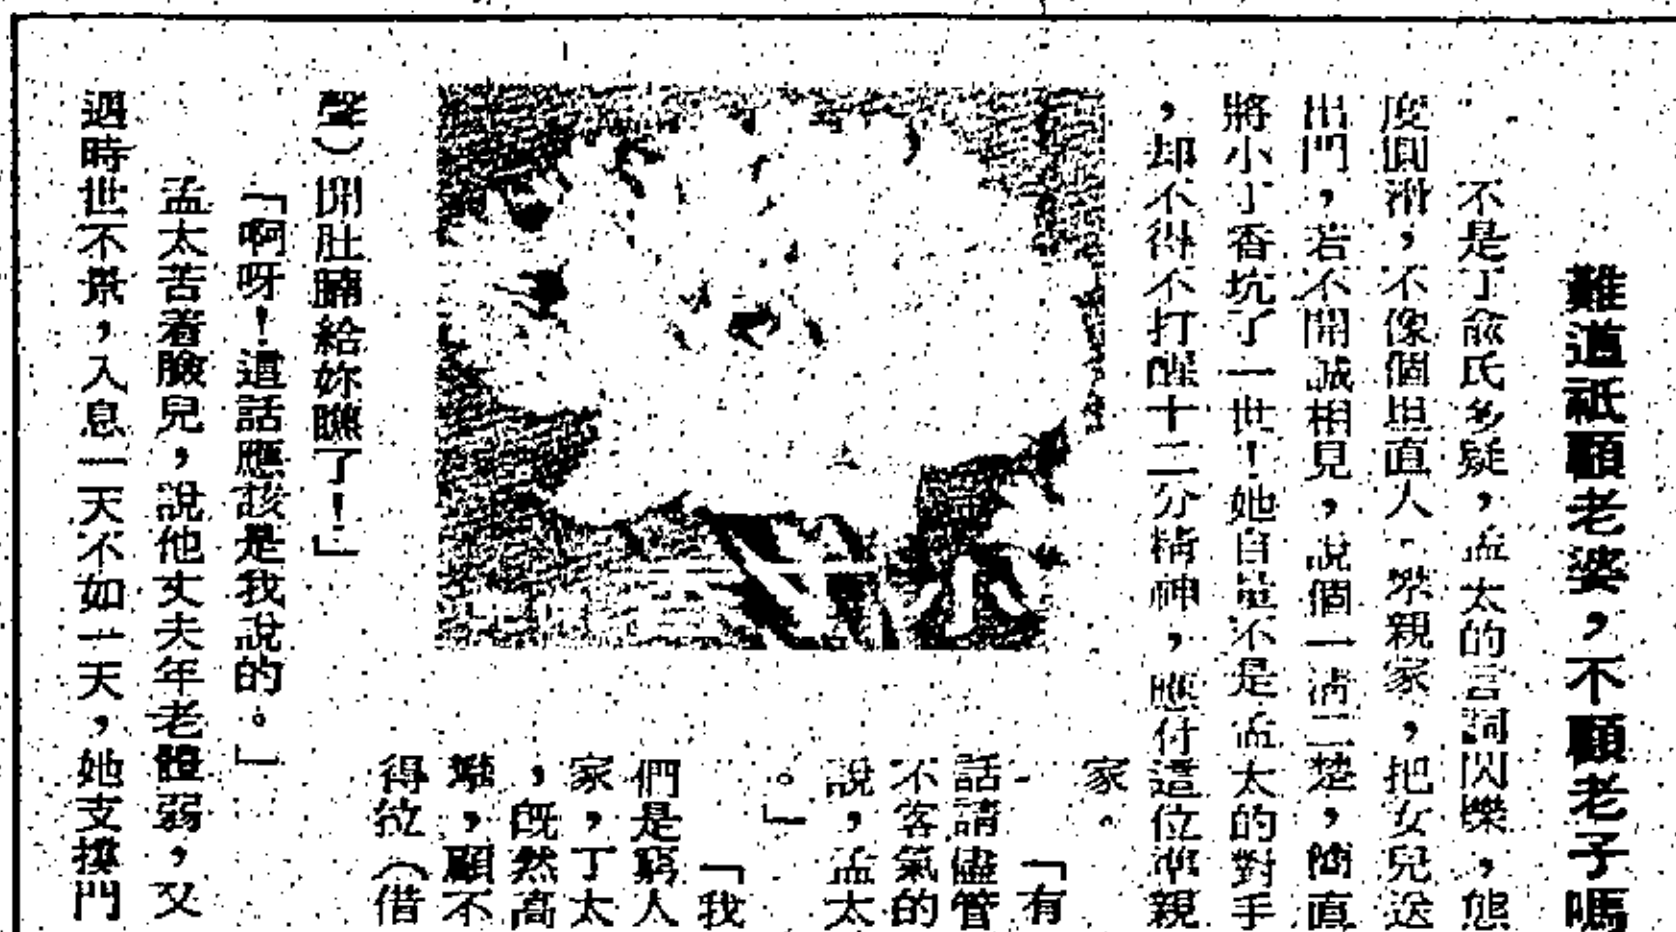 難道祇顧老婆，不顧老子嗎
不是丁俞氏多疑，孟太的言詞閃爍，態
度圓滑，不像個坦直人。結親家，把女兒送
出門，若不開誠相見，說個一清二楚，簡直
將小丁香坑了一世！她自量不是孟太的對手
，却不得不打醒十二分精神，應付這位準親
家。
「有
話請儘管
不客氣的
說，孟太
。」
「我
們是窮人
家，丁太
，既然高
攀，顧不
得拉（借
聲）開肚腩給妳瞧了！」
「啊呀！這話應該是我說的。」
孟太苦着臉兒，說他丈夫年老體弱，又
遇時世不景，入息一天不如一天，她支撐門